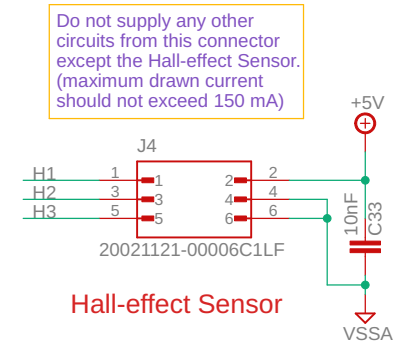 Do not supply any other
circuits from this connector
except the Hall-effect Sensor.
(maximum drawn current
should not exceed 150 mA)
+5V
J4
H1 1 1 2 2
H2 3 3 4 4
H3 5 5 6 6
10nF
C33
20021121-00006C1LF
Hall-effect Sensor
VSSA